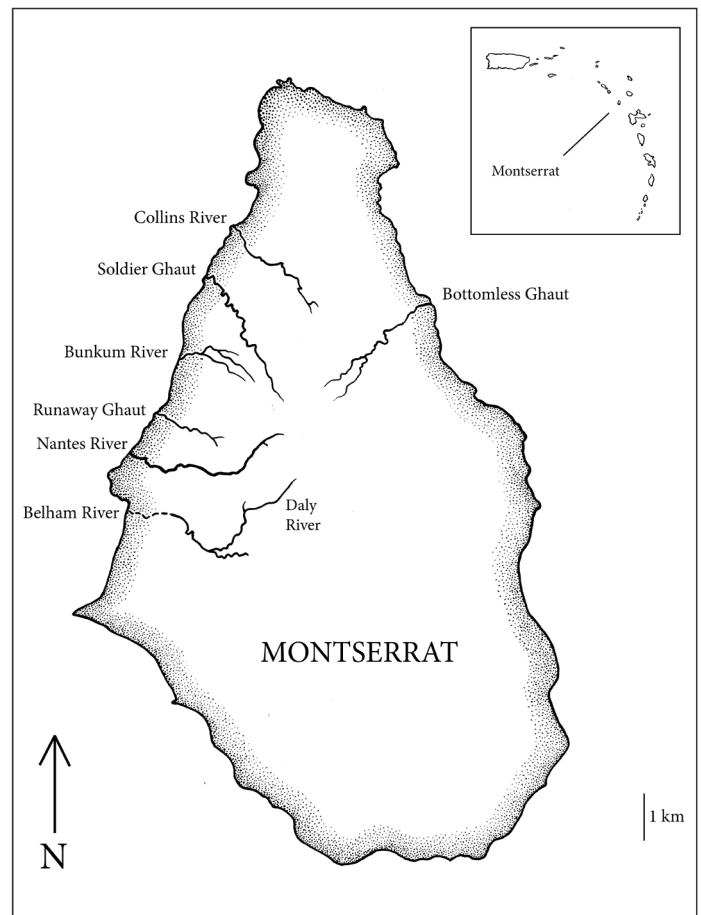 Montserrat
Collins River
Soldier Ghaut
Bottomless Ghaut
Bunkum River
Runaway Ghaut
Nantes River
Belham River
Daly
River
MONTSERRAT
1 km
N